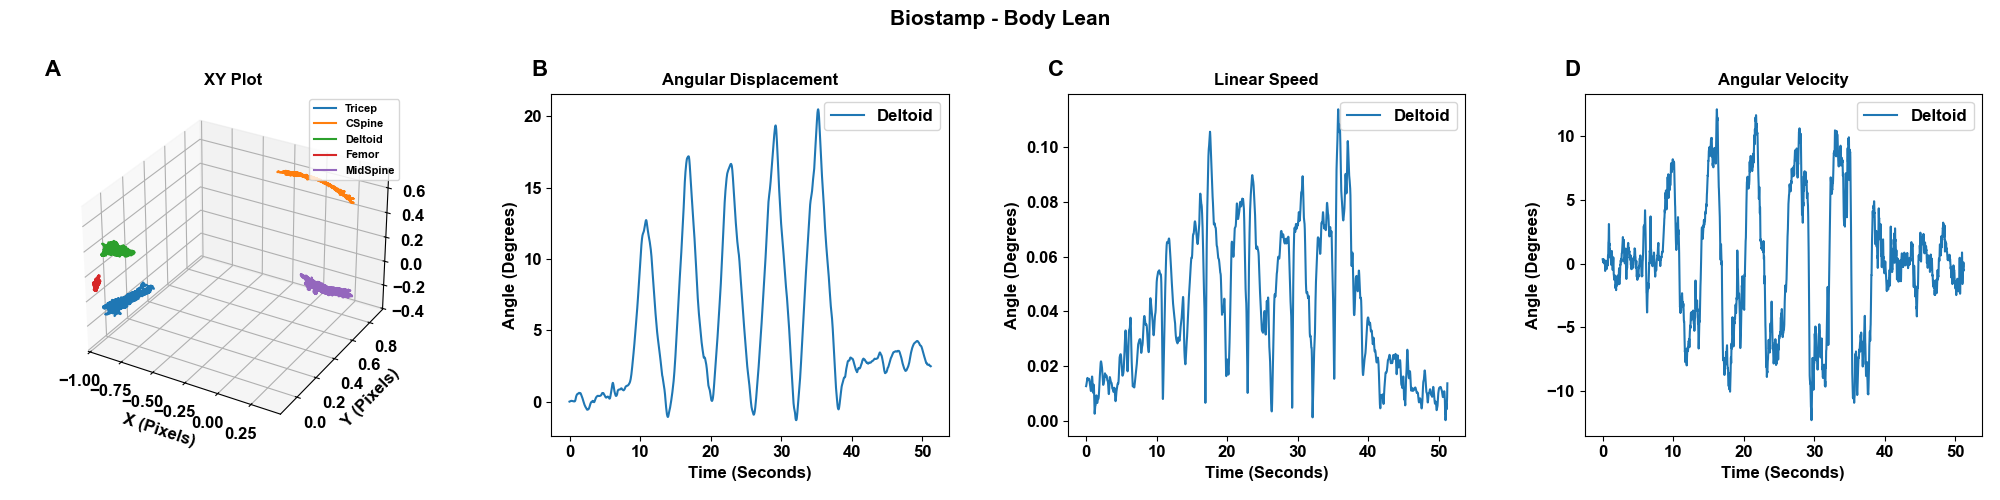 Biostamp - Body Lean
A
XY Plot
Tricep
CSpine
Deltoid
Femor
MidSpine
0.6
0.4
0.2
0.0
−0.2
−0.4
−1.00
−0.75
−0.50
−0.25
0.00
0.25
X (Pixels)
0.0
0.2
0.4
0.6
0.8
Y (Pixels)
B
Angular Displacement
Deltoid
20
15
10
5
0
Angle (Degrees)
0 10 20 30 40 50
Time (Seconds)
C
Linear Speed
Deltoid
0.10
0.08
0.06
0.04
0.02
0.00
Angle (Degrees)
0 10 20 30 40 50
Time (Seconds)
D
Angular Velocity
Deltoid
10
5
0
−5
−10
Angle (Degrees)
0 10 20 30 40 50
Time (Seconds)